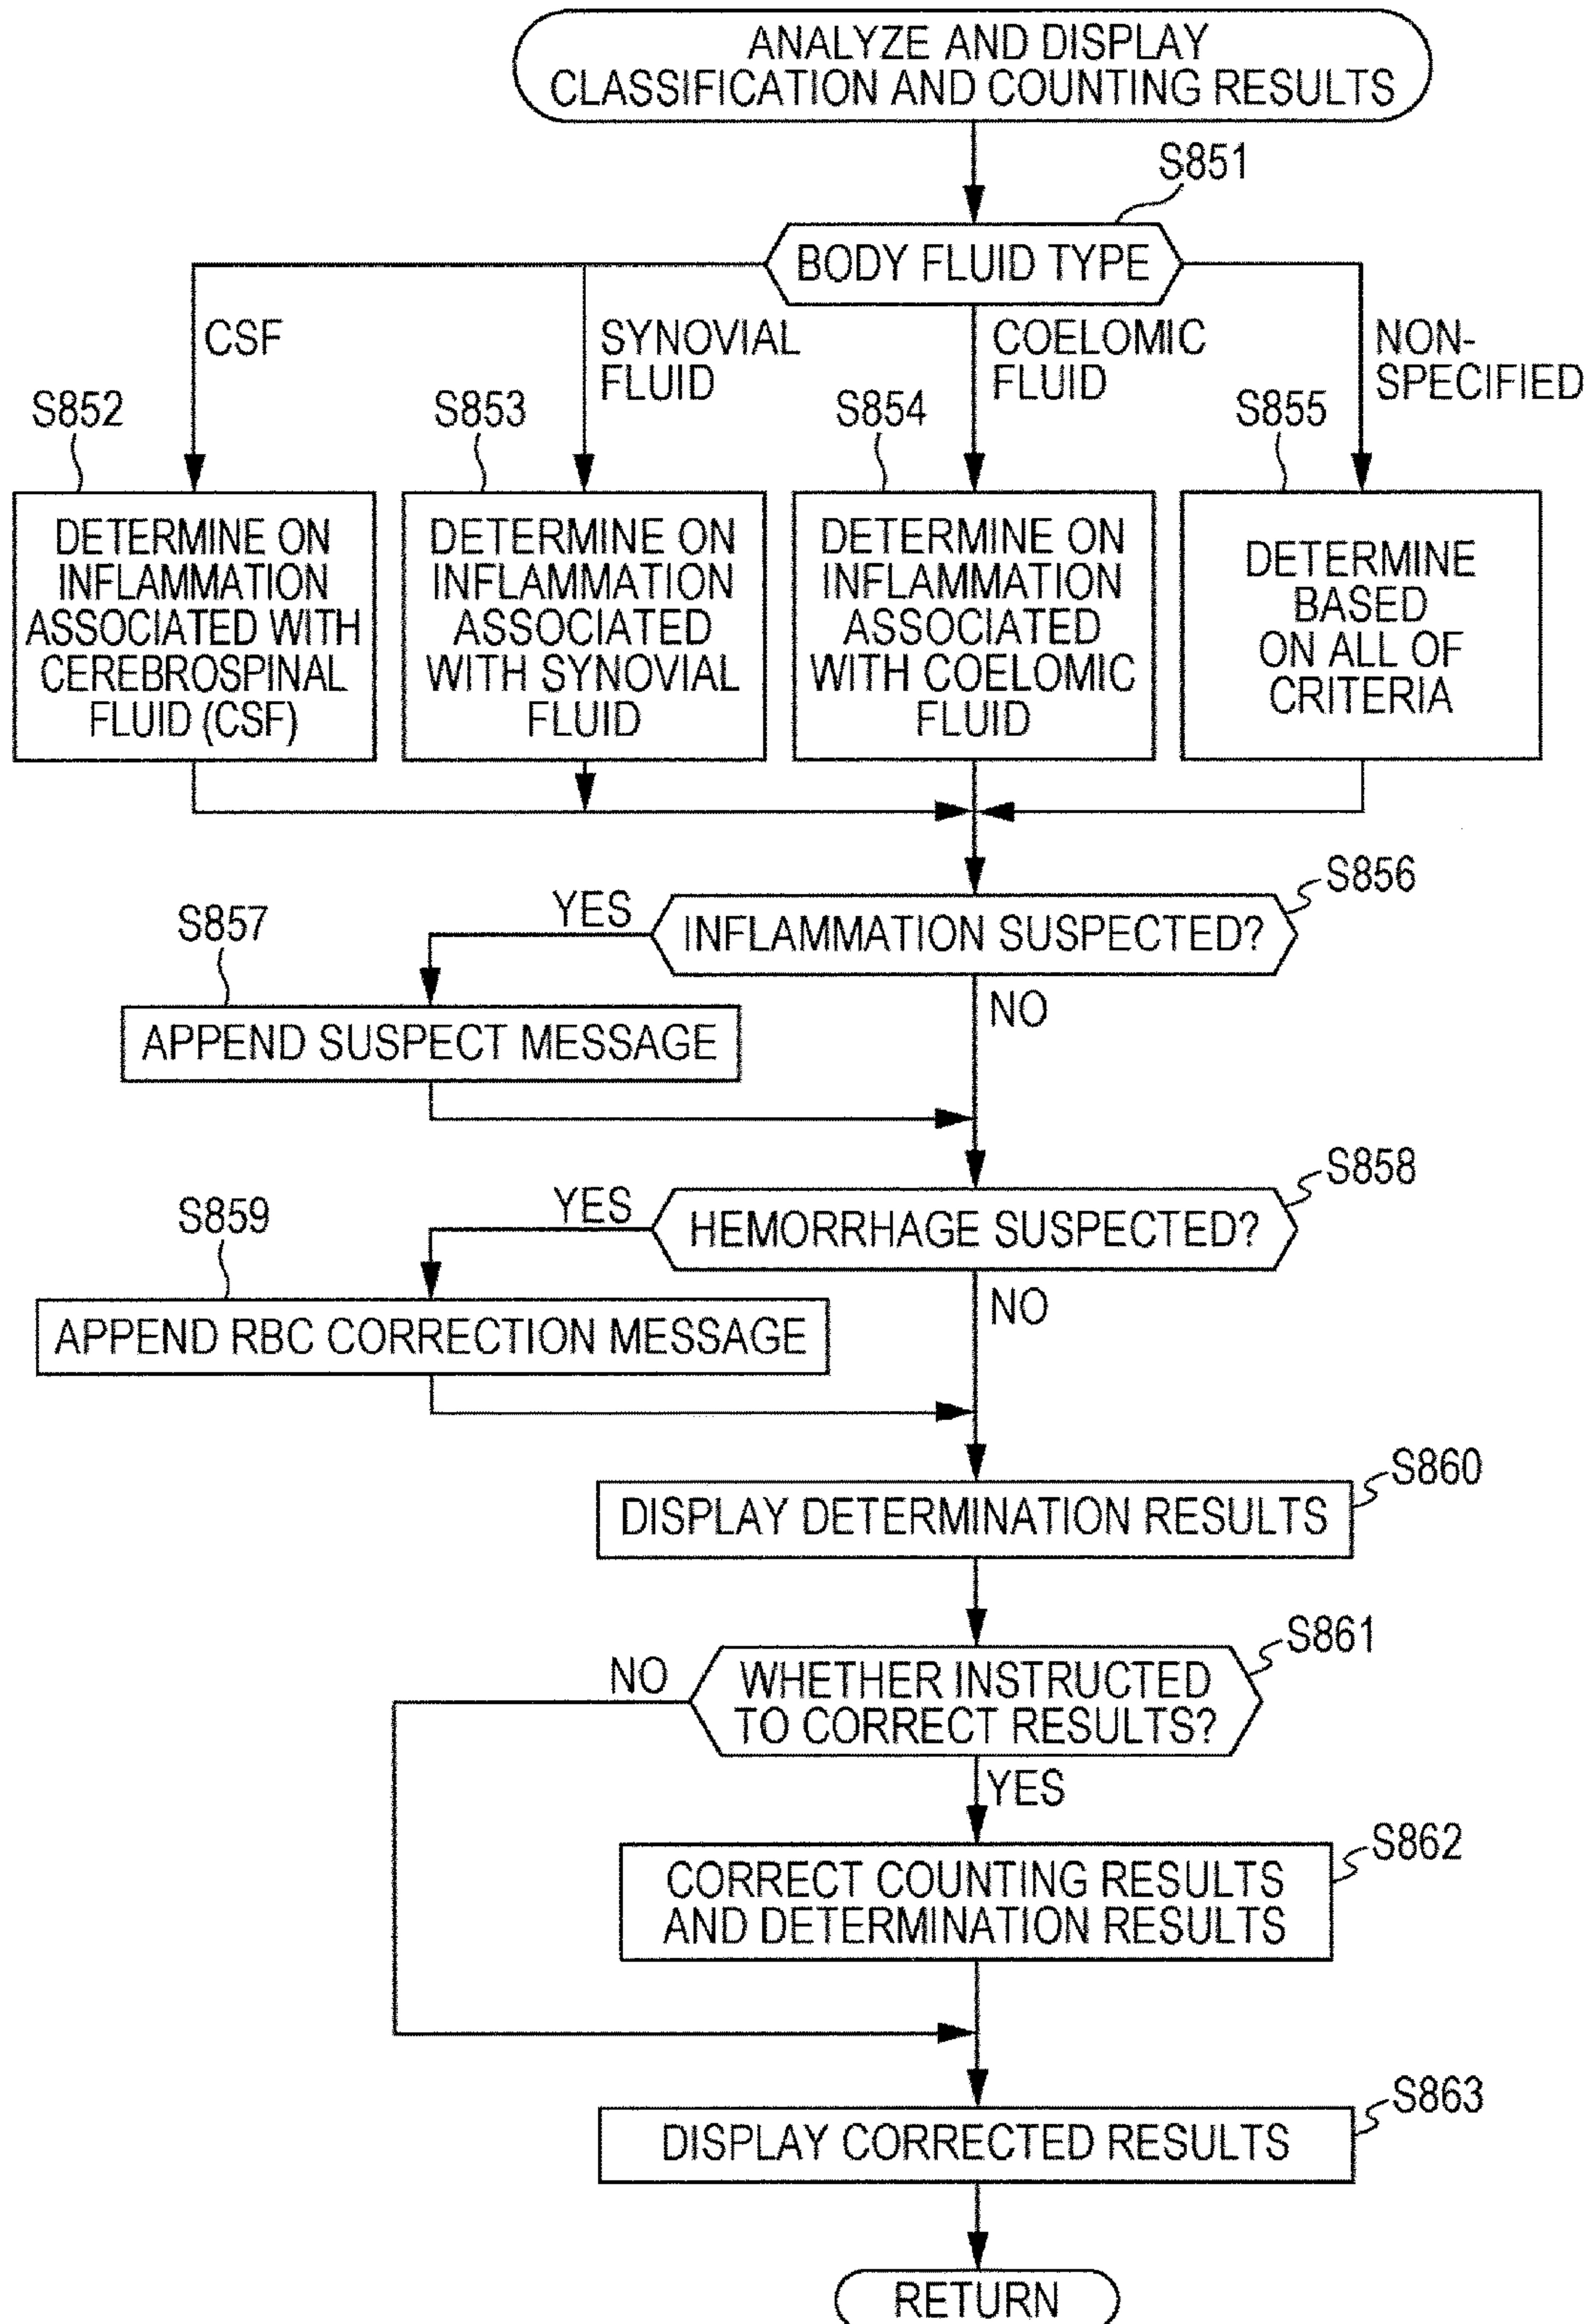 ANALYZE AND DISPLAY
CLASSIFICATION AND COUNTING RESULTS
S851
BODY FLUID TYPE
CSF
SYNOVIAL
FLUID
COELOMIC
FLUID
NON-
SPECIFIED
S852
S853
S854
S855
DETERMINE ON
INFLAMMATION
ASSOCIATED WITH
CEREBROSPINAL
FLUID (CSF)
DETERMINE ON
INFLAMMATION
ASSOCIATED
WITH SYNOVIAL
FLUID
DETERMINE ON
INFLAMMATION
ASSOCIATED
WITH COELOMIC
FLUID
DETERMINE
BASED
ON ALL OF
CRITERIA
S856
YES
INFLAMMATION SUSPECTED?
S857
NO
APPEND SUSPECT MESSAGE
S858
YES
HEMORRHAGE SUSPECTED?
S859
NO
APPEND RBC CORRECTION MESSAGE
S860
DISPLAY DETERMINATION RESULTS
S861
NO
WHETHER INSTRUCTED
TO CORRECT RESULTS?
YES
S862
CORRECT COUNTING RESULTS
AND DETERMINATION RESULTS
S863
DISPLAY CORRECTED RESULTS
RETURN